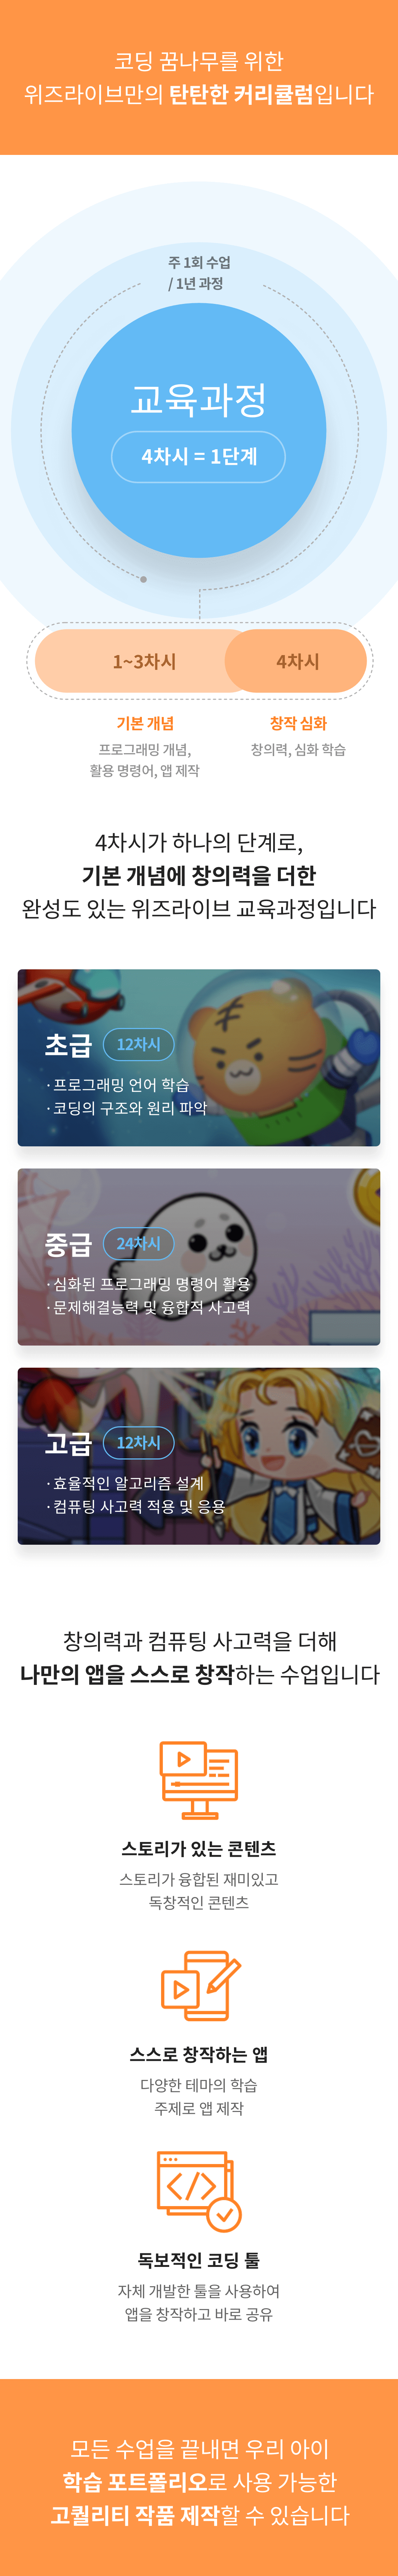 코딩 꿈나무를 위한
위즈라이브만의 탄탄한 커리큘럼입니다
주 1회 수업
/ 1년 과정
교육과정
4차시 = 1단계
1~3차시
4차시
기본 개념
프로그래밍 개념,
활용 명령어, 앱 제작
창작 심화
창의력, 심화 학습
4차시가 하나의 단계로,
기본 개념에 창의력을 더한
완성도 있는 위즈라이브 교육과정입니다
초급 12차시
· 프로그래밍 언어 학습
· 코딩의 구조와 원리 파악
중급 24차시
· 심화된 프로그래밍 명령어 활용
· 문제해결능력 및 융합적 사고력
고급 12차시
· 효율적인 알고리즘 설계
· 컴퓨팅 사고력 적용 및 응용
창의력과 컴퓨팅 사고력을 더해
나만의 앱을 스스로 창작하는 수업입니다
스토리가 있는 콘텐츠
스토리가 융합된 재미있고
독창적인 콘텐츠
스스로 창작하는 앱
다양한 테마의 학습
주제로 앱 제작
독보적인 코딩 툴
자체 개발한 툴을 사용하여
앱을 창작하고 바로 공유
모든 수업을 끝내면 우리 아이
학습 포트폴리오로 사용 가능한
고퀄리티 작품 제작할 수 있습니다